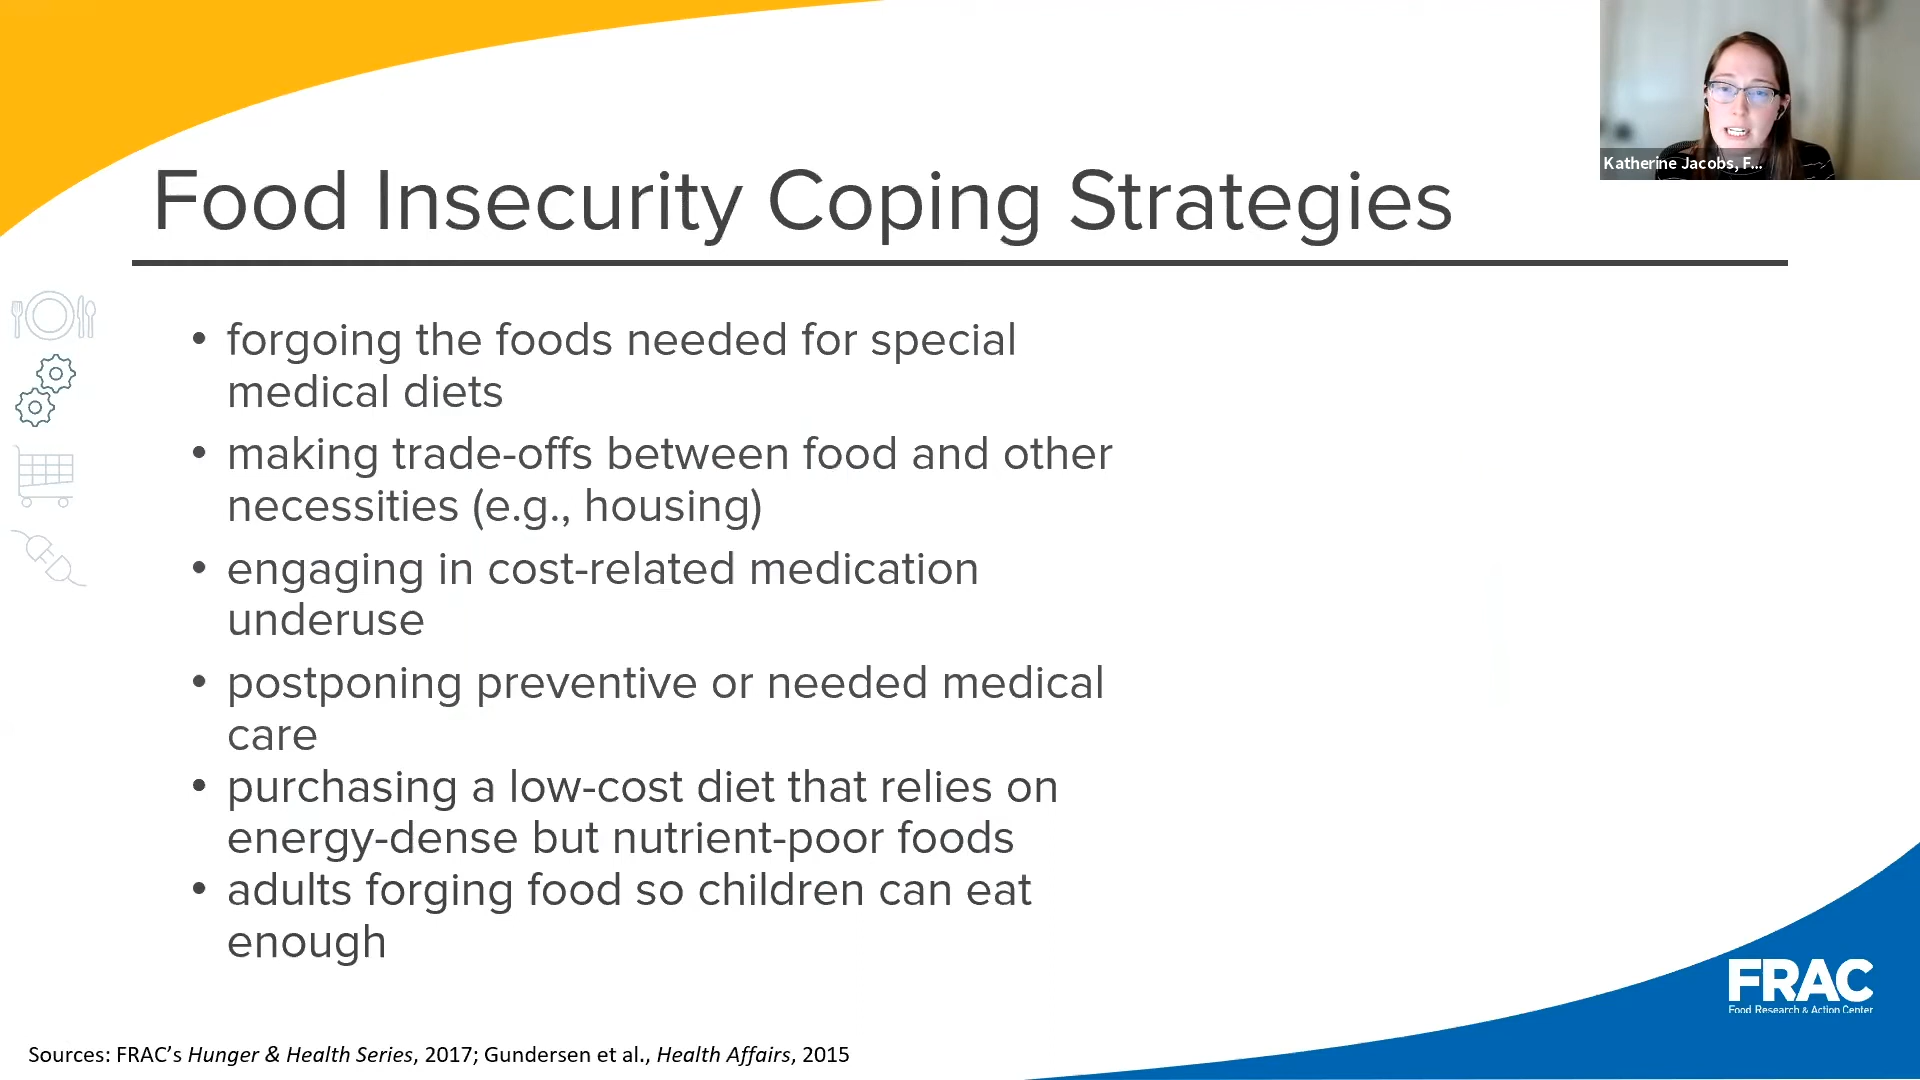 Katherine Jacobs, F...
Food Insecurity Coping Strategies
• forgoing the foods needed for special
medical diets
• making trade-offs between food and other
necessities (e.g., housing)
• engaging in cost-related medication
underuse
• postponing preventive or needed medical
care
• purchasing a low-cost diet that relies on
energy-dense but nutrient-poor foods
• adults forging food so children can eat
enough
FRAC
Food Research & Action Center
Sources: FRAC’s Hunger & Health Series, 2017; Gundersen et al., Health Affairs, 2015